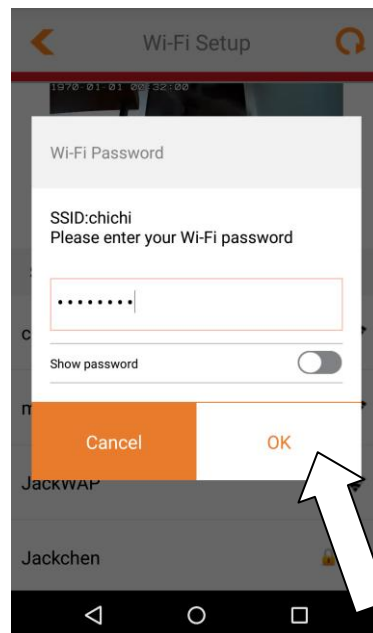 Wi-Fi Setup
1970-01-01 00:32:00
Wi-Fi Password
SSID:chichi
Please enter your Wi-Fi password
••••••••
Show password
Cancel
OK
JackWAP
Jackchen